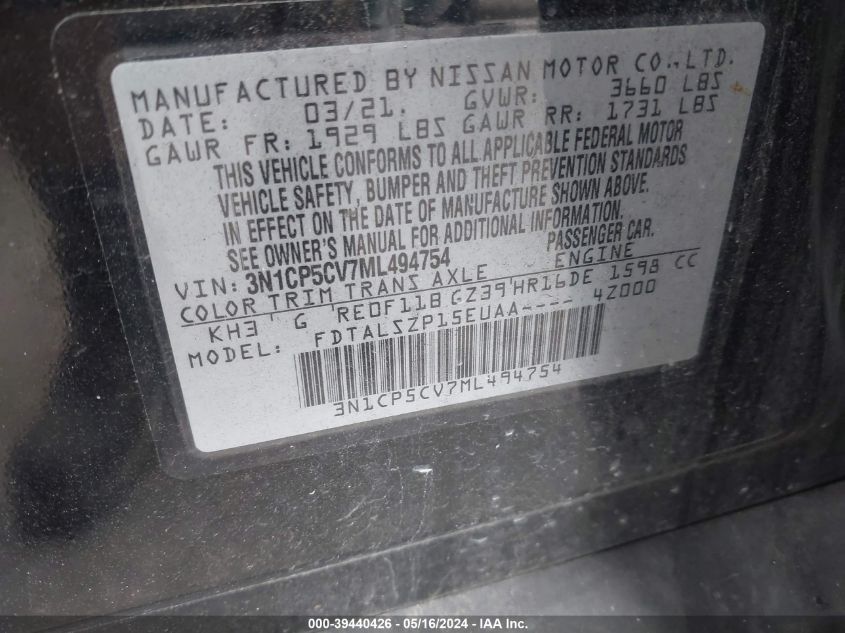 MANUFACTURED BY NISSAN MOTOR CO.,LTD.
DATE: 03/21. GVWR: 3660 LBS
GAWR FR: 1929 LBS GAWR RR: 1731 LBS
THIS VEHICLE CONFORMS TO ALL APPLICABLE FEDERAL MOTOR
VEHICLE SAFETY, BUMPER AND THEFT PREVENTION STANDARDS
IN EFFECT ON THE DATE OF MANUFACTURE SHOWN ABOVE.
SEE OWNER'S MANUAL FOR ADDITIONAL INFORMATION.
VIN: 3N1CP5CV7ML494754 PASSENGER CAR.
COLOR TRIM TRANS AXLE ENGINE
KH3 G RE0F11B GZ39 HR16DE 1598 CC
MODEL: FDTALSZP15EUAA---- 4Z000
3N1CP5CV7ML494754
000-39440426 - 05/16/2024 - IAA Inc.